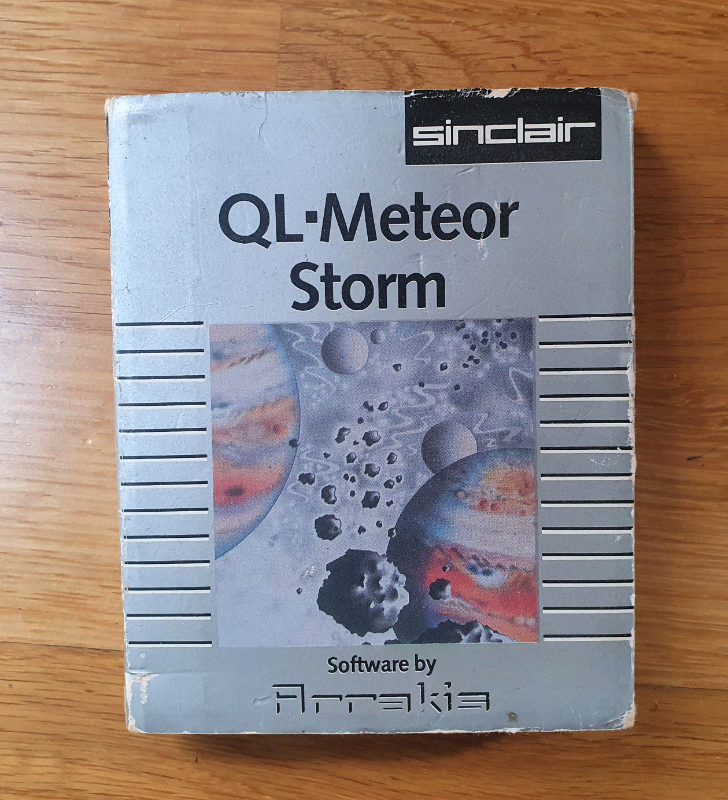 sinclair
QL·Meteor
Storm
Software by
Arrakis